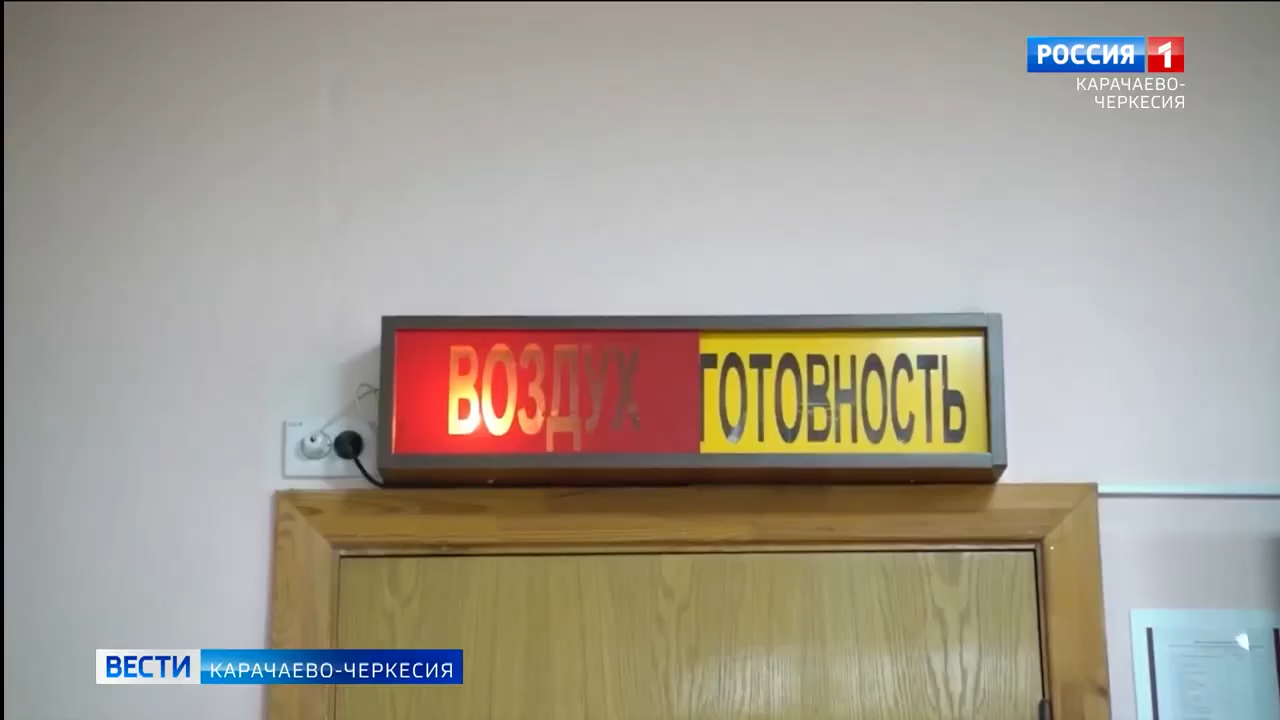 РОССИЯ 1
КАРАЧАЕВО-
ЧЕРКЕСИЯ
ВОЗДУХ ГОТОВНОСТЬ
ВЕСТИ КАРАЧАЕВО-ЧЕРКЕСИЯ